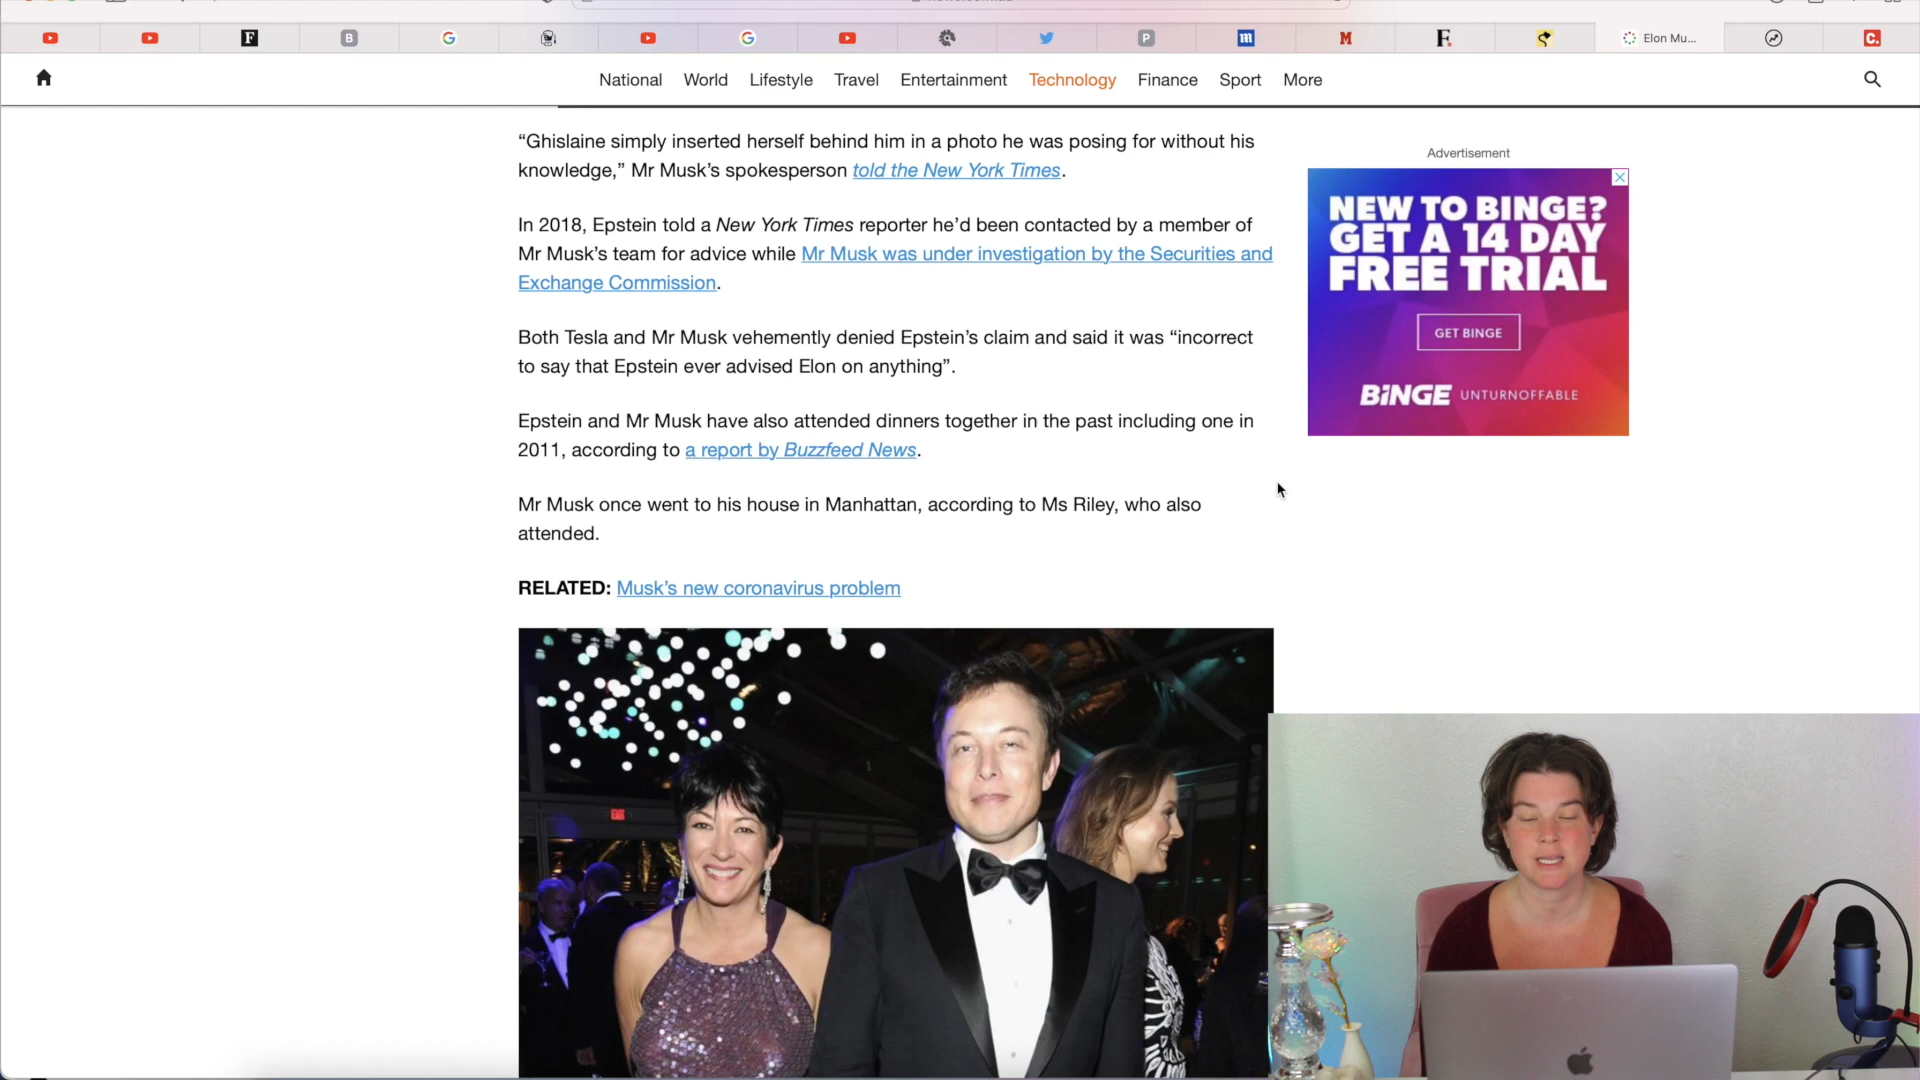 Elon Mu...
National World Lifestyle Travel Entertainment Technology Finance Sport More
“Ghislaine simply inserted herself behind him in a photo he was posing for without his
knowledge,” Mr Musk’s spokesperson told the New York Times.
In 2018, Epstein told a New York Times reporter he’d been contacted by a member of
Mr Musk’s team for advice while Mr Musk was under investigation by the Securities and
Exchange Commission.
Both Tesla and Mr Musk vehemently denied Epstein’s claim and said it was “incorrect
to say that Epstein ever advised Elon on anything”.
Epstein and Mr Musk have also attended dinners together in the past including one in
2011, according to a report by Buzzfeed News.
Mr Musk once went to his house in Manhattan, according to Ms Riley, who also
attended.
RELATED: Musk’s new coronavirus problem
Advertisement
NEW TO BINGE?
GET A 14 DAY
FREE TRIAL
GET BINGE
BiNGE UNTURNOFFABLE